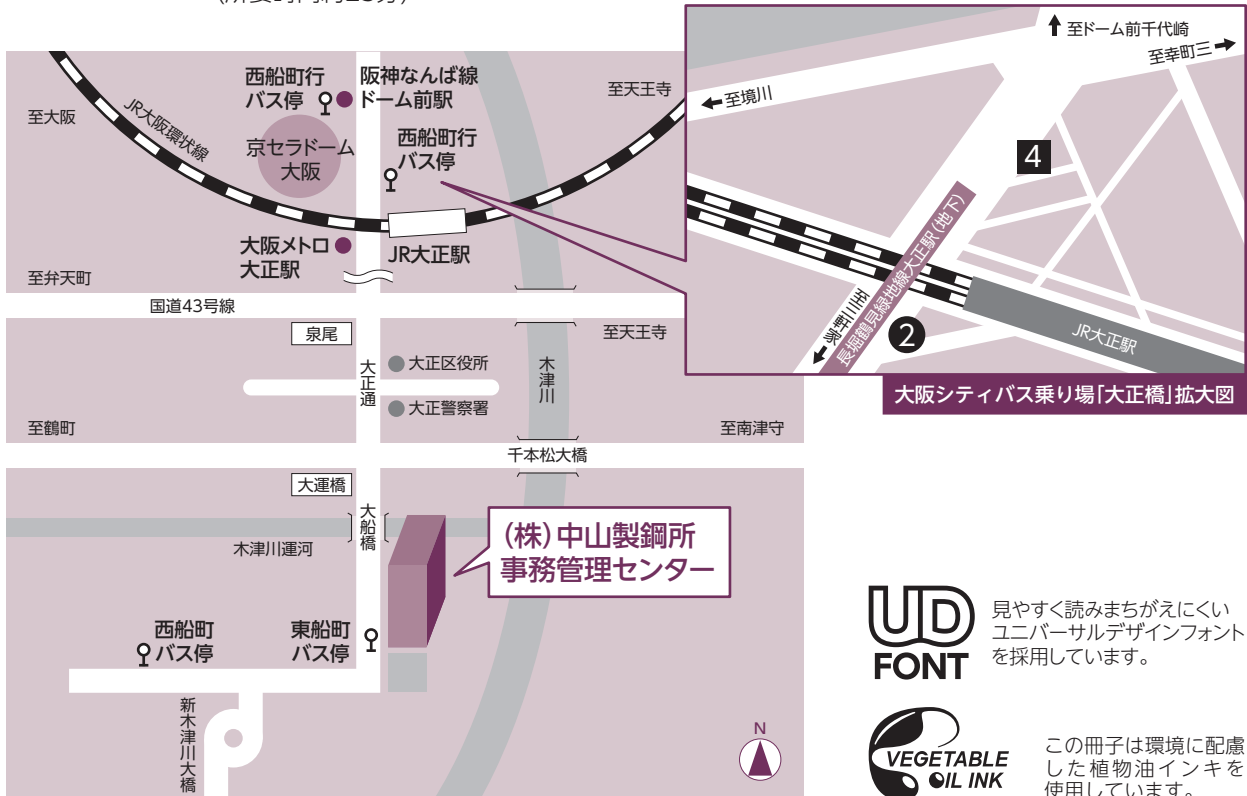 至ドーム前千代崎
至幸町三
至境川
4
長堀鶴見緑地線大正駅(地下)
至三軒家
2
JR大正駅
大阪シティバス乗り場「大正橋」拡大図
西船町行
バス停
阪神なんば線
ドーム前駅
至天王寺
至大阪
JR大阪環状線
京セラドーム
大阪
西船町行
バス停
大阪メトロ
大正駅
JR大正駅
至弁天町
国道43号線
泉尾
至天王寺
大正通
大正区役所
木津川
大正警察署
至鶴町
至南津守
千本松大橋
大運橋
大船橋
木津川運河
(株)中山製鋼所
事務管理センター
西船町
バス停
東船町
バス停
新木津川大橋
N
UD
FONT
見やすく読みまちがえにくい
ユニバーサルデザインフォント
を採用しています。
VEGETABLE
OIL INK
この冊子は環境に配慮
した植物油インキを
使用しています。